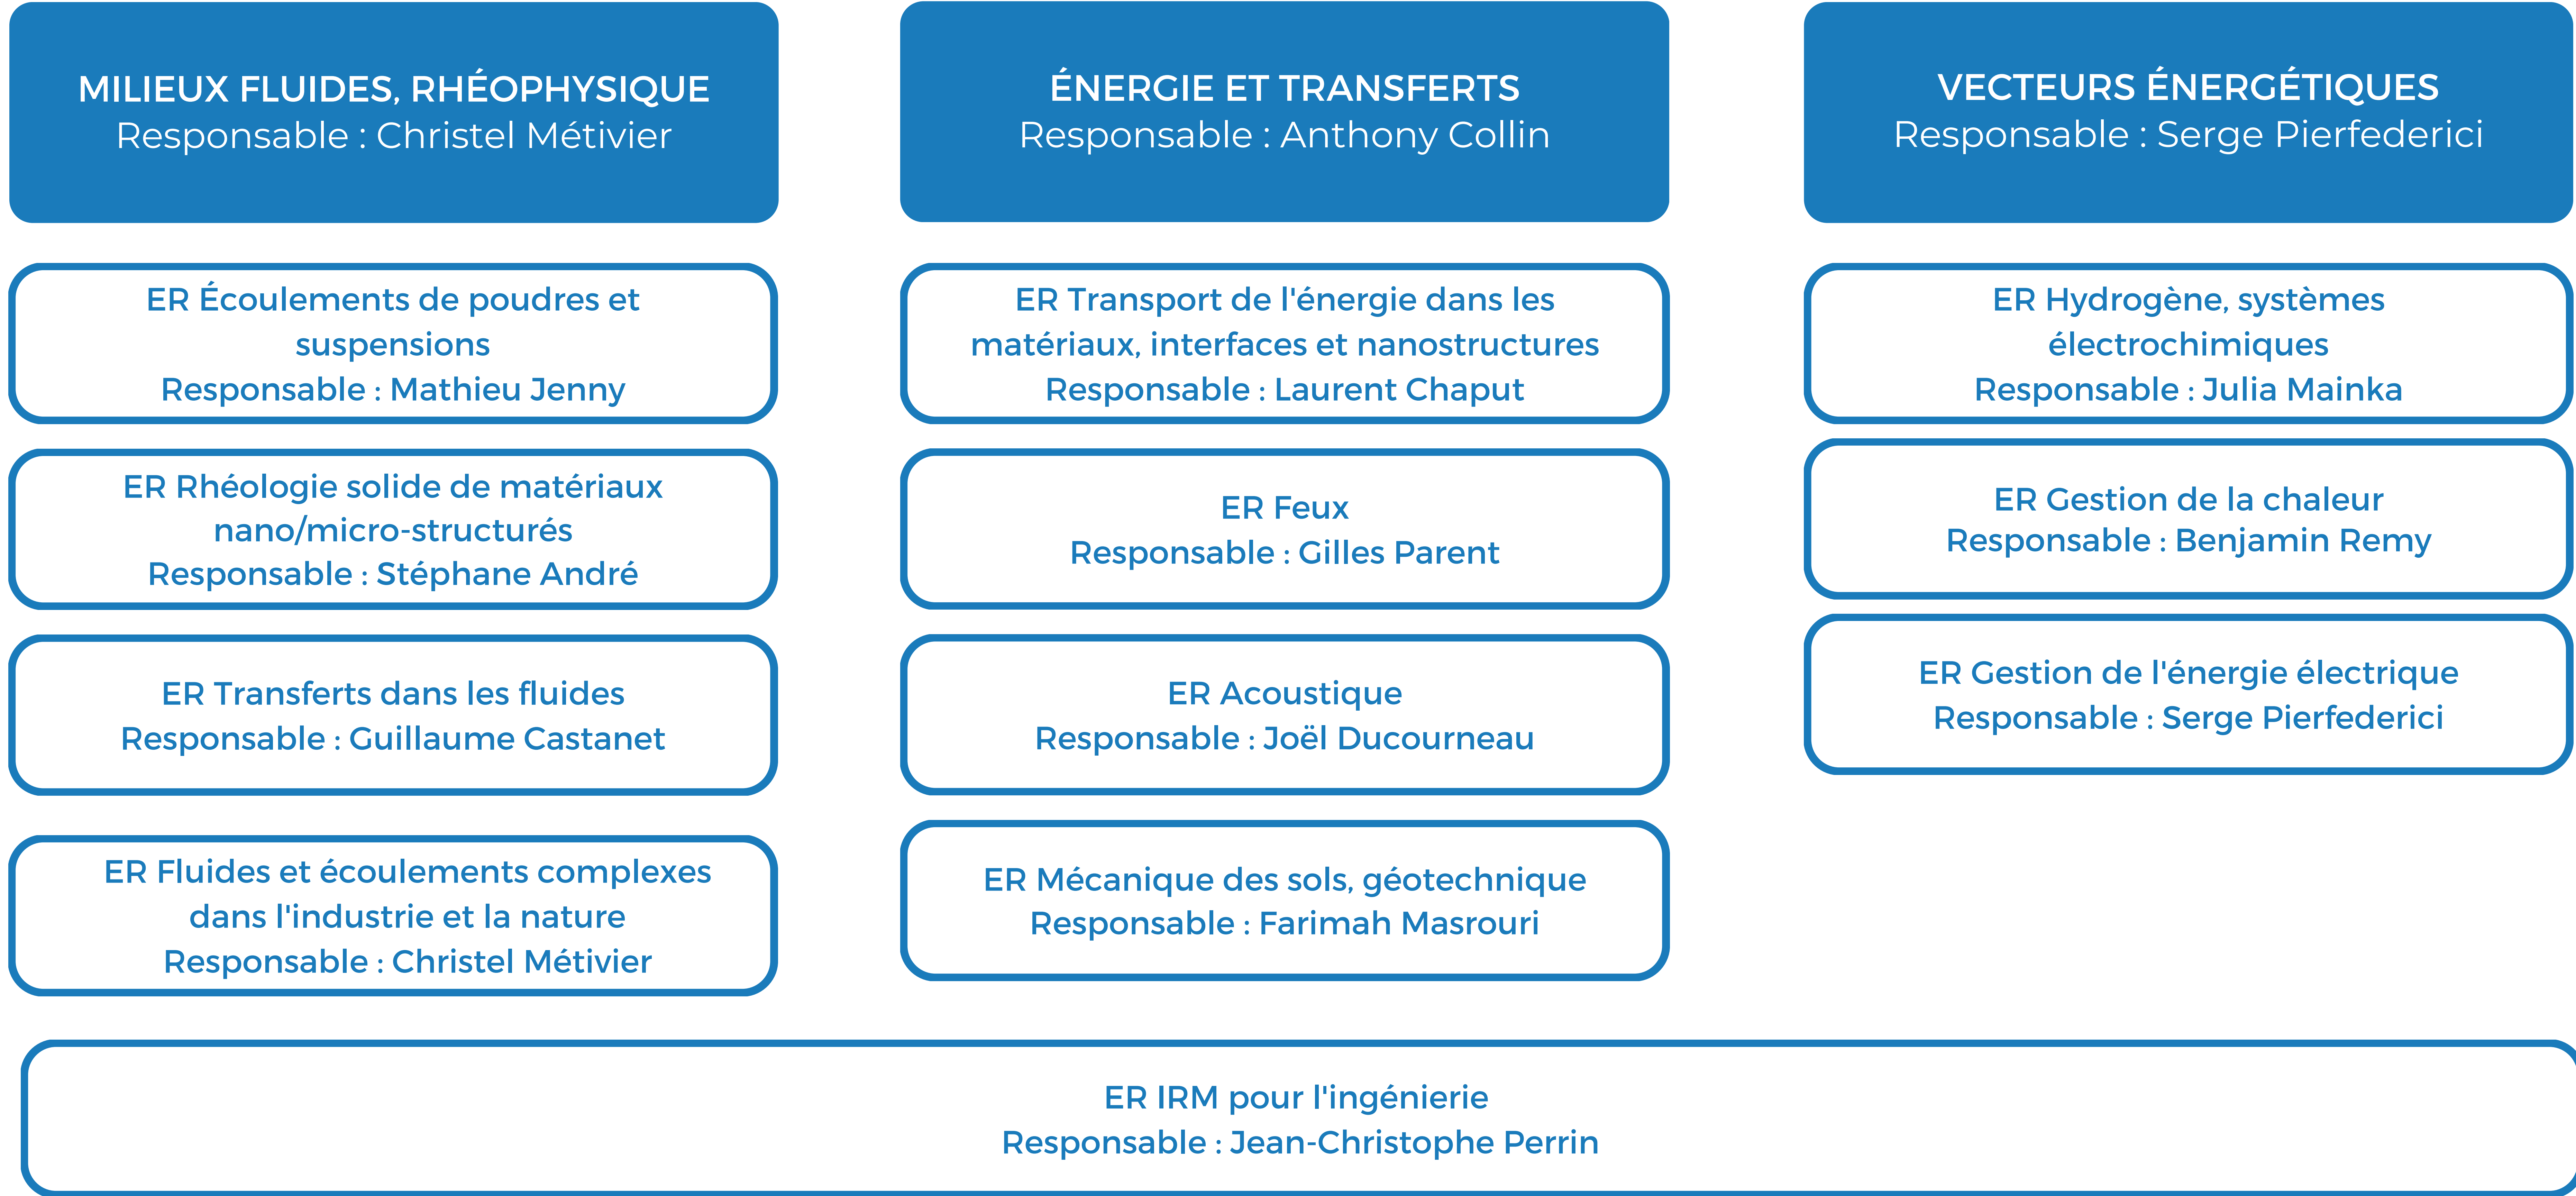 MILIEUX FLUIDES, RHÉOPHYSIQUE
Responsable : Christel Métivier
ER Écoulements de poudres et
suspensions
Responsable : Mathieu Jenny
ER Rhéologie solide de matériaux
nano/micro-structurés
Responsable : Stéphane André
ER Transferts dans les fluides
Responsable : Guillaume Castanet
ER Fluides et écoulements complexes
dans l'industrie et la nature
Responsable : Christel Métivier
ÉNERGIE ET TRANSFERTS
Responsable : Anthony Collin
ER Transport de l'énergie dans les
matériaux, interfaces et nanostructures
Responsable : Laurent Chaput
ER Feux
Responsable : Gilles Parent
ER Acoustique
Responsable : Joël Ducourneau
ER Mécanique des sols, géotechnique
Responsable : Farimah Masrouri
VECTEURS ÉNERGÉTIQUES
Responsable : Serge Pierfederici
ER Hydrogène, systèmes
électrochimiques
Responsable : Julia Mainka
ER Gestion de la chaleur
Responsable : Benjamin Remy
ER Gestion de l'énergie électrique
Responsable : Serge Pierfederici
ER IRM pour l'ingénierie
Responsable : Jean-Christophe Perrin